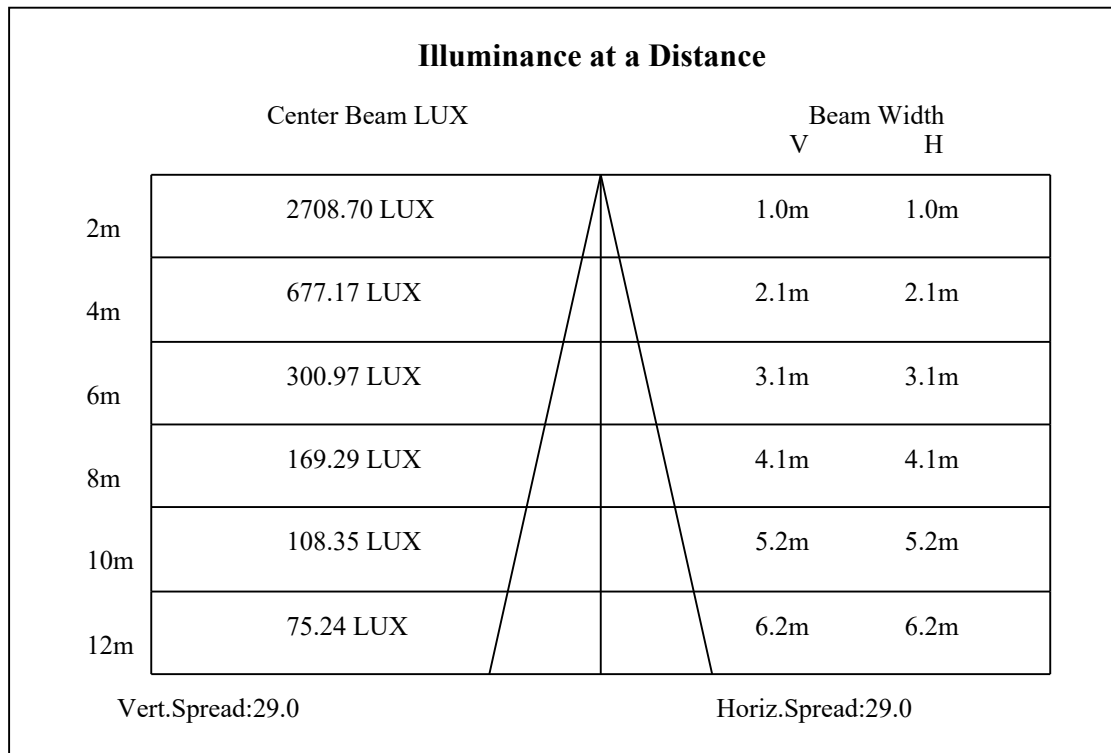 Illuminance at a Distance
Center Beam LUX Beam Width
V H
2m 2708.70 LUX 1.0m 1.0m
4m 677.17 LUX 2.1m 2.1m
6m 300.97 LUX 3.1m 3.1m
8m 169.29 LUX 4.1m 4.1m
10m 108.35 LUX 5.2m 5.2m
12m 75.24 LUX 6.2m 6.2m
Vert.Spread:29.0 Horiz.Spread:29.0